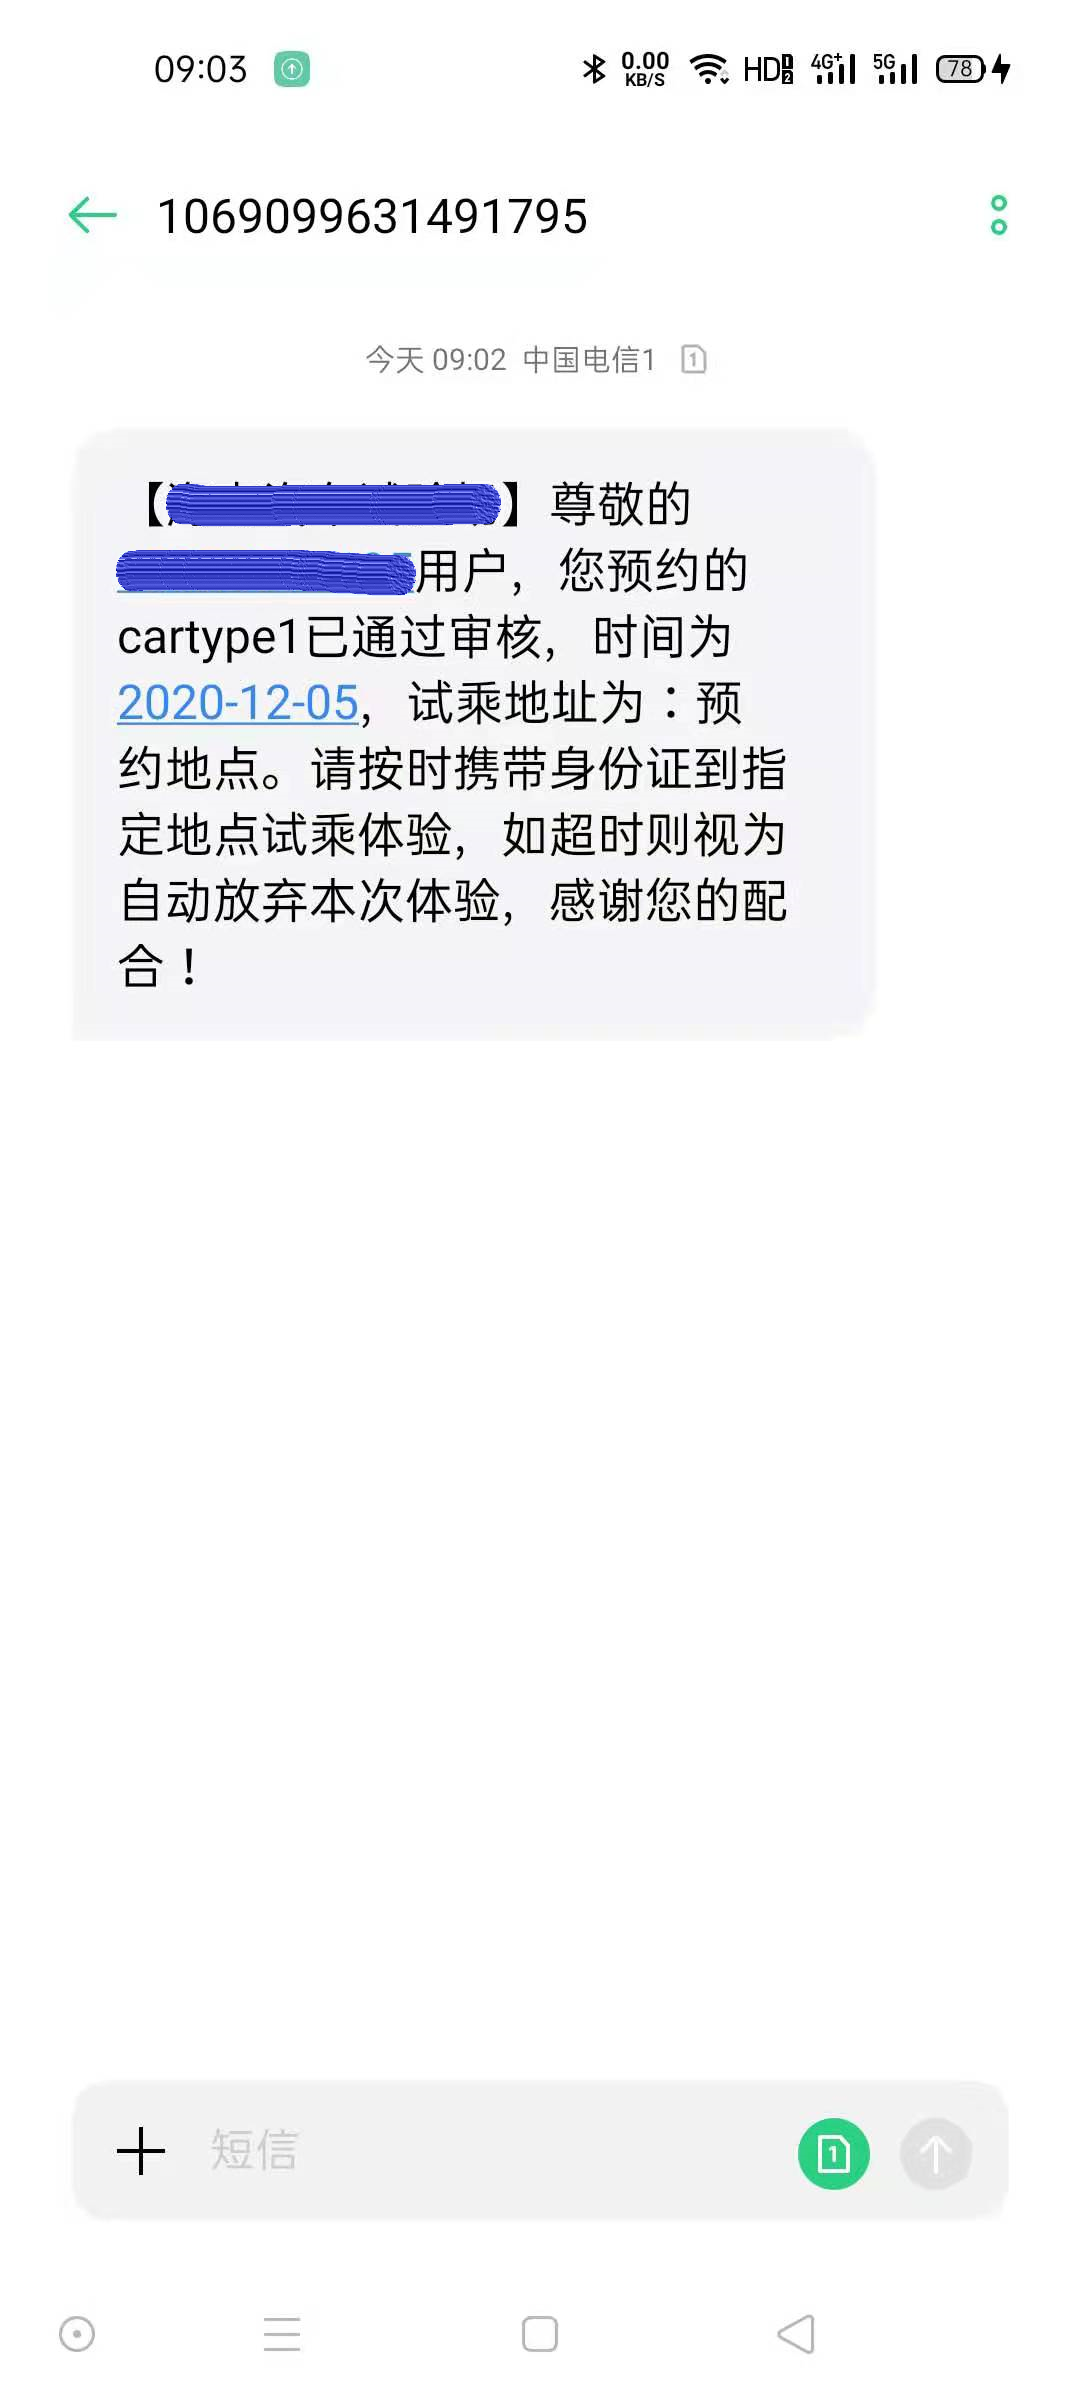 09:03 0.00 KB/S HD 1 2 4G+ 5G 78
1069099631491795
今天 09:02 中国电信1 1
【】尊敬的
用户，您预约的
cartype1已通过审核，时间为
2020-12-05，试乘地址为：预
约地点。请按时携带身份证到指
定地点试乘体验，如超时则视为
自动放弃本次体验，感谢您的配
合！
短信 1